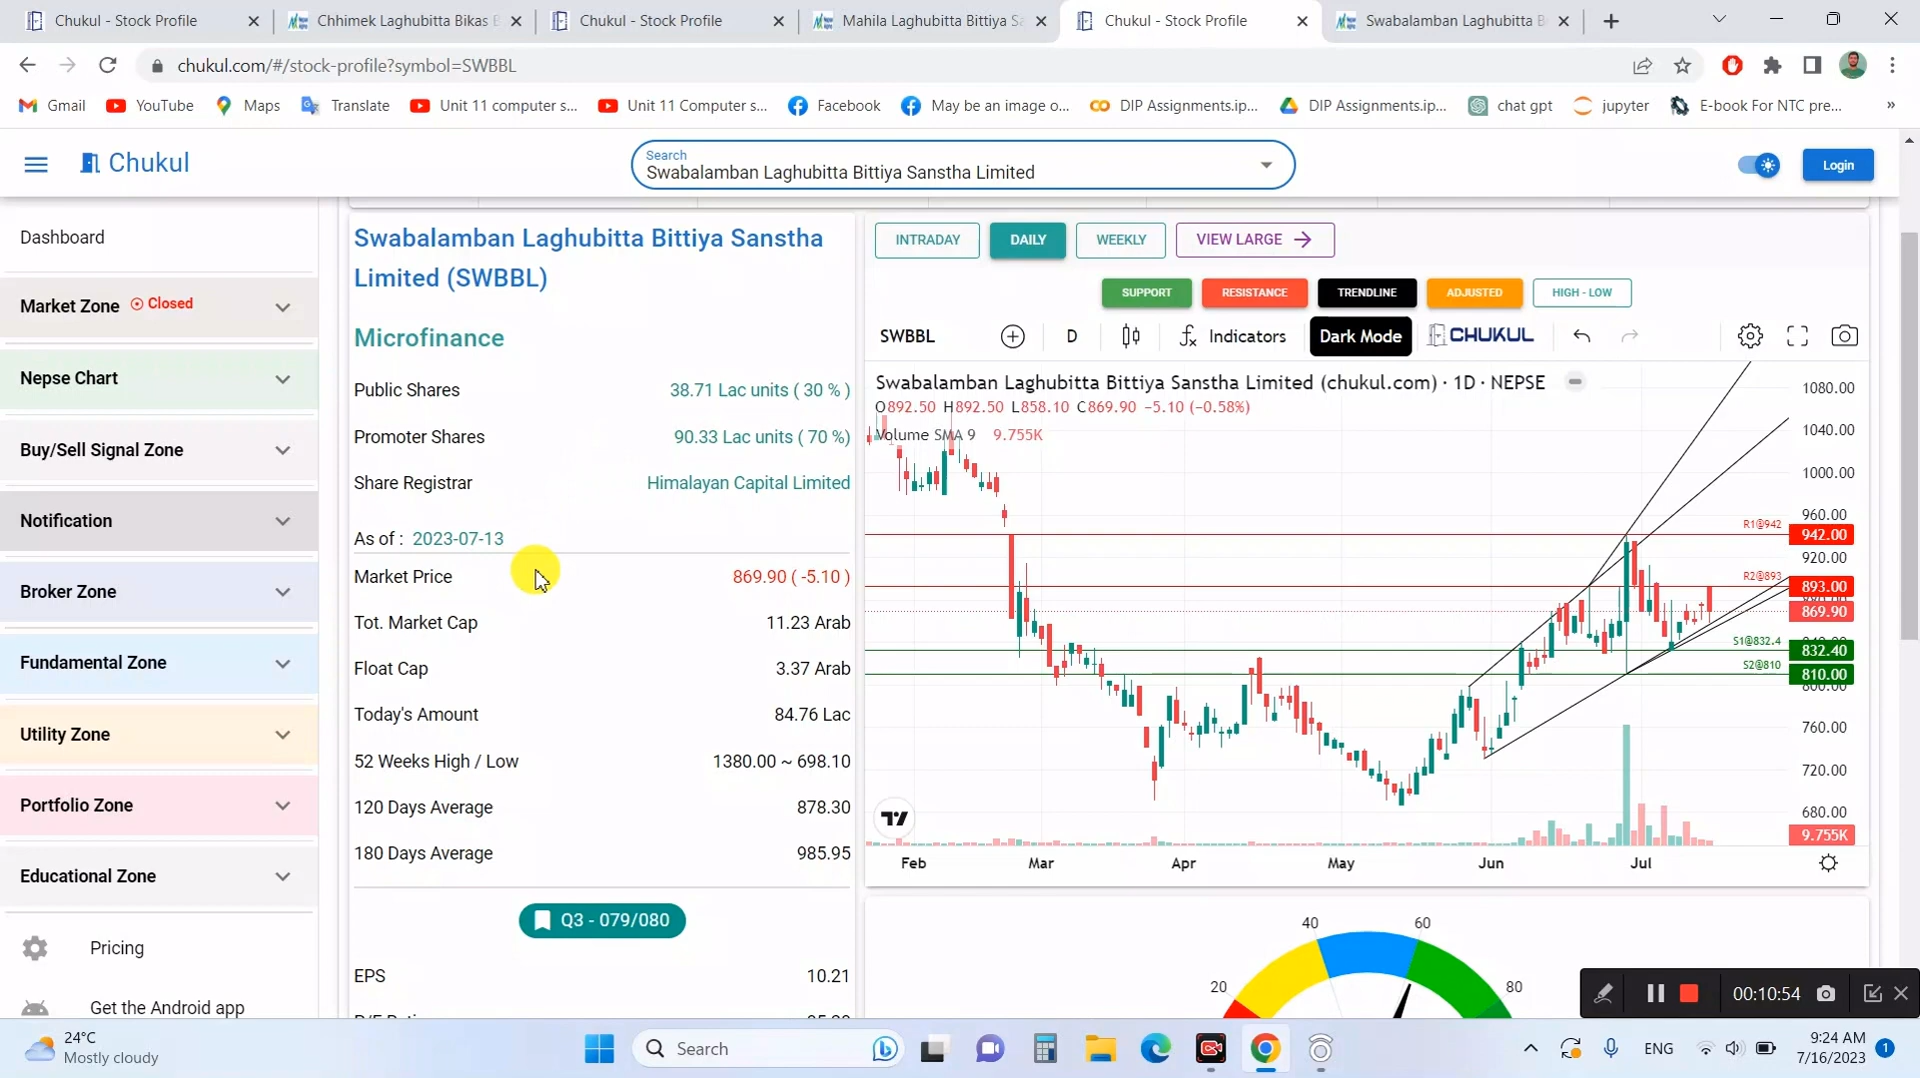 Chukul - Stock Profile
Chhimek Laghubitta Bikas B
Chukul - Stock Profile
Mahila Laghubitta Bittiya Sa
Chukul - Stock Profile
Swabalamban Laghubitta B
chukul.com/#/stock-profile?symbol=SWBBL
Gmail YouTube Maps Translate Unit 11 computer s... Unit 11 Computer s... Facebook May be an image o... DIP Assignments.ip... DIP Assignments.ip... chat gpt jupyter E-book For NTC pre... »
Chukul
Search
Swabalamban Laghubitta Bittiya Sanstha Limited
Login
Dashboard
Market Zone Closed
Nepse Chart
Buy/Sell Signal Zone
Notification
Broker Zone
Fundamental Zone
Utility Zone
Portfolio Zone
Educational Zone
Pricing
Get the Android app
Swabalamban Laghubitta Bittiya Sanstha
Limited (SWBBL)
Microfinance
Public Shares 38.71 Lac units ( 30 % )
Promoter Shares 90.33 Lac units ( 70 %)
Share Registrar Himalayan Capital Limited
As of : 2023-07-13
Market Price 869.90 ( -5.10 )
Tot. Market Cap 11.23 Arab
Float Cap 3.37 Arab
Today's Amount 84.76 Lac
52 Weeks High / Low 1380.00 ~ 698.10
120 Days Average 878.30
180 Days Average 985.95
Q3 - 079/080
EPS 10.21
INTRADAY DAILY WEEKLY VIEW LARGE
SUPPORT RESISTANCE TRENDLINE ADJUSTED HIGH - LOW
SWBBL D Indicators Dark Mode CHUKUL
Swabalamban Laghubitta Bittiya Sanstha Limited (chukul.com) · 1D · NEPSE
O892.50 H892.50 L858.10 C869.90 −5.10 (−0.58%)
Volume SMA 9 9.755K
1080.00
1040.00
1000.00
960.00
R1@942 942.00
920.00
R2@893 893.00
869.90
S1@832.4 832.40
S2@810 810.00
800.00
760.00
720.00
680.00
9.755K
Feb Mar Apr May Jun Jul
20 40 60 80
00:10:54
24°C
Mostly cloudy
Search
ENG
9:24 AM
7/16/2023
1